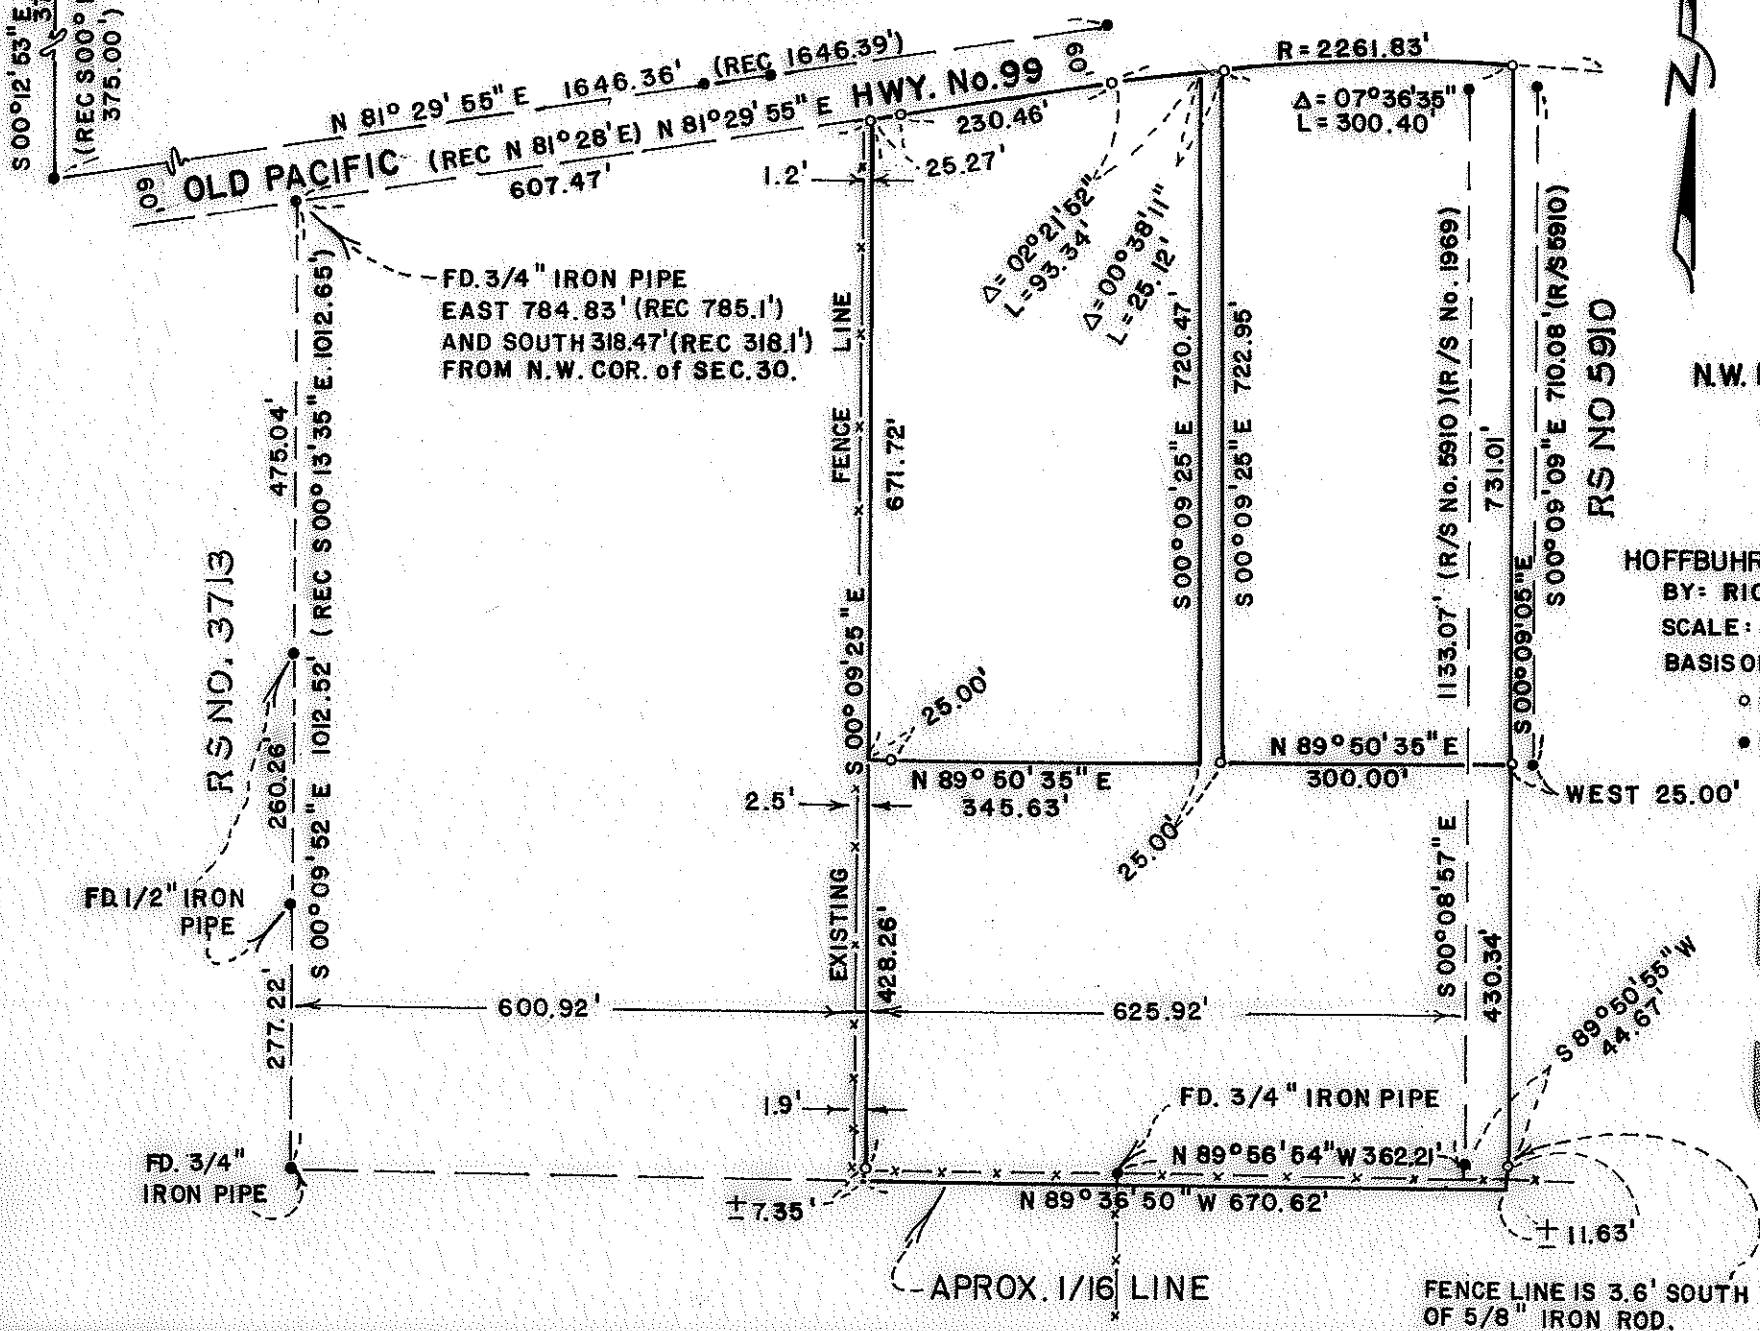 S 00° 12' 53" E
(REC S 00°
375.00')
N 81° 29' 55" E 1646.36' (REC 1646.39')
60'
60'
OLD PACIFIC (REC N 81° 28' E) N 81° 29' 55" E HWY. No. 99
607.47'
230.46'
25.27'
1.2'
R = 2261.83'
Δ = 07° 36' 35"
L = 300.40'
N
Δ = 02° 21' 52"
L = 93.34'
Δ = 00° 38' 11"
L = 25.12'
FD. 3/4" IRON PIPE
EAST 784.83' (REC 785.1')
AND SOUTH 318.47' (REC 318.1')
FROM N.W. COR. of SEC. 30.
475.04'
260.26'
277.22'
S 00° 09' 52" E 1012.52' (REC S 00° 13' 35" E. 1012.65')
RS NO. 3713
FD. 1/2" IRON
PIPE
FD. 3/4"
IRON PIPE
EXISTING FENCE LINE
S 00° 09' 25" E
671.72'
428.26'
S 00° 09' 25" E 720.47'
S 00° 09' 25" E 722.95'
S 00° 08' 57" E 1133.07' (R/S No. 5910)(R/S No. 1969)
731.01'
S 00° 09' 05" E
430.34'
S 00° 09' 09" E 710.08' (R/S 5910)
RS NO 5910
N.W.
HOFFBUHR
BY:
SCALE:
BASIS
25.00'
N 89° 50' 35" E
345.63'
N 89° 50' 35" E
300.00'
WEST 25.00'
25.00'
2.5'
600.92'
625.92'
S 89° 50' 55" W
44.67'
1.9'
FD. 3/4" IRON PIPE
N 89° 56' 54" W 362.21'
N 89° 36' 50" W 670.62'
± 7.35'
± 11.63'
APROX. 1/16 LINE
FENCE LINE IS 3.6' SOUTH
OF 5/8" IRON ROD.